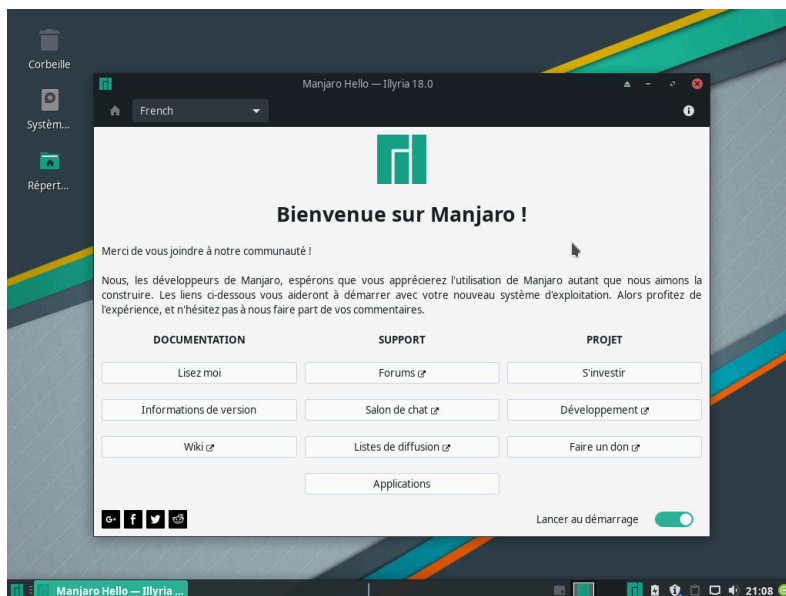 Corbeille
Systèm...
Répert...
Manjaro Hello — Illyria 18.0
French
Bienvenue sur Manjaro !
Merci de vous joindre à notre communauté !
Nous, les développeurs de Manjaro, espérons que vous apprécierez l'utilisation de Manjaro autant que nous aimons la
construire. Les liens ci-dessous vous aideront à démarrer avec votre nouveau système d'exploitation. Alors profitez de
l'expérience, et n'hésitez pas à nous faire part de vos commentaires.
DOCUMENTATION SUPPORT PROJET
Lisez moi Forums S'investir
Informations de version Salon de chat Développement
Wiki Listes de diffusion Faire un don
Applications
G+ f
Lancer au démarrage
Manjaro Hello — Illyria ... 21:08